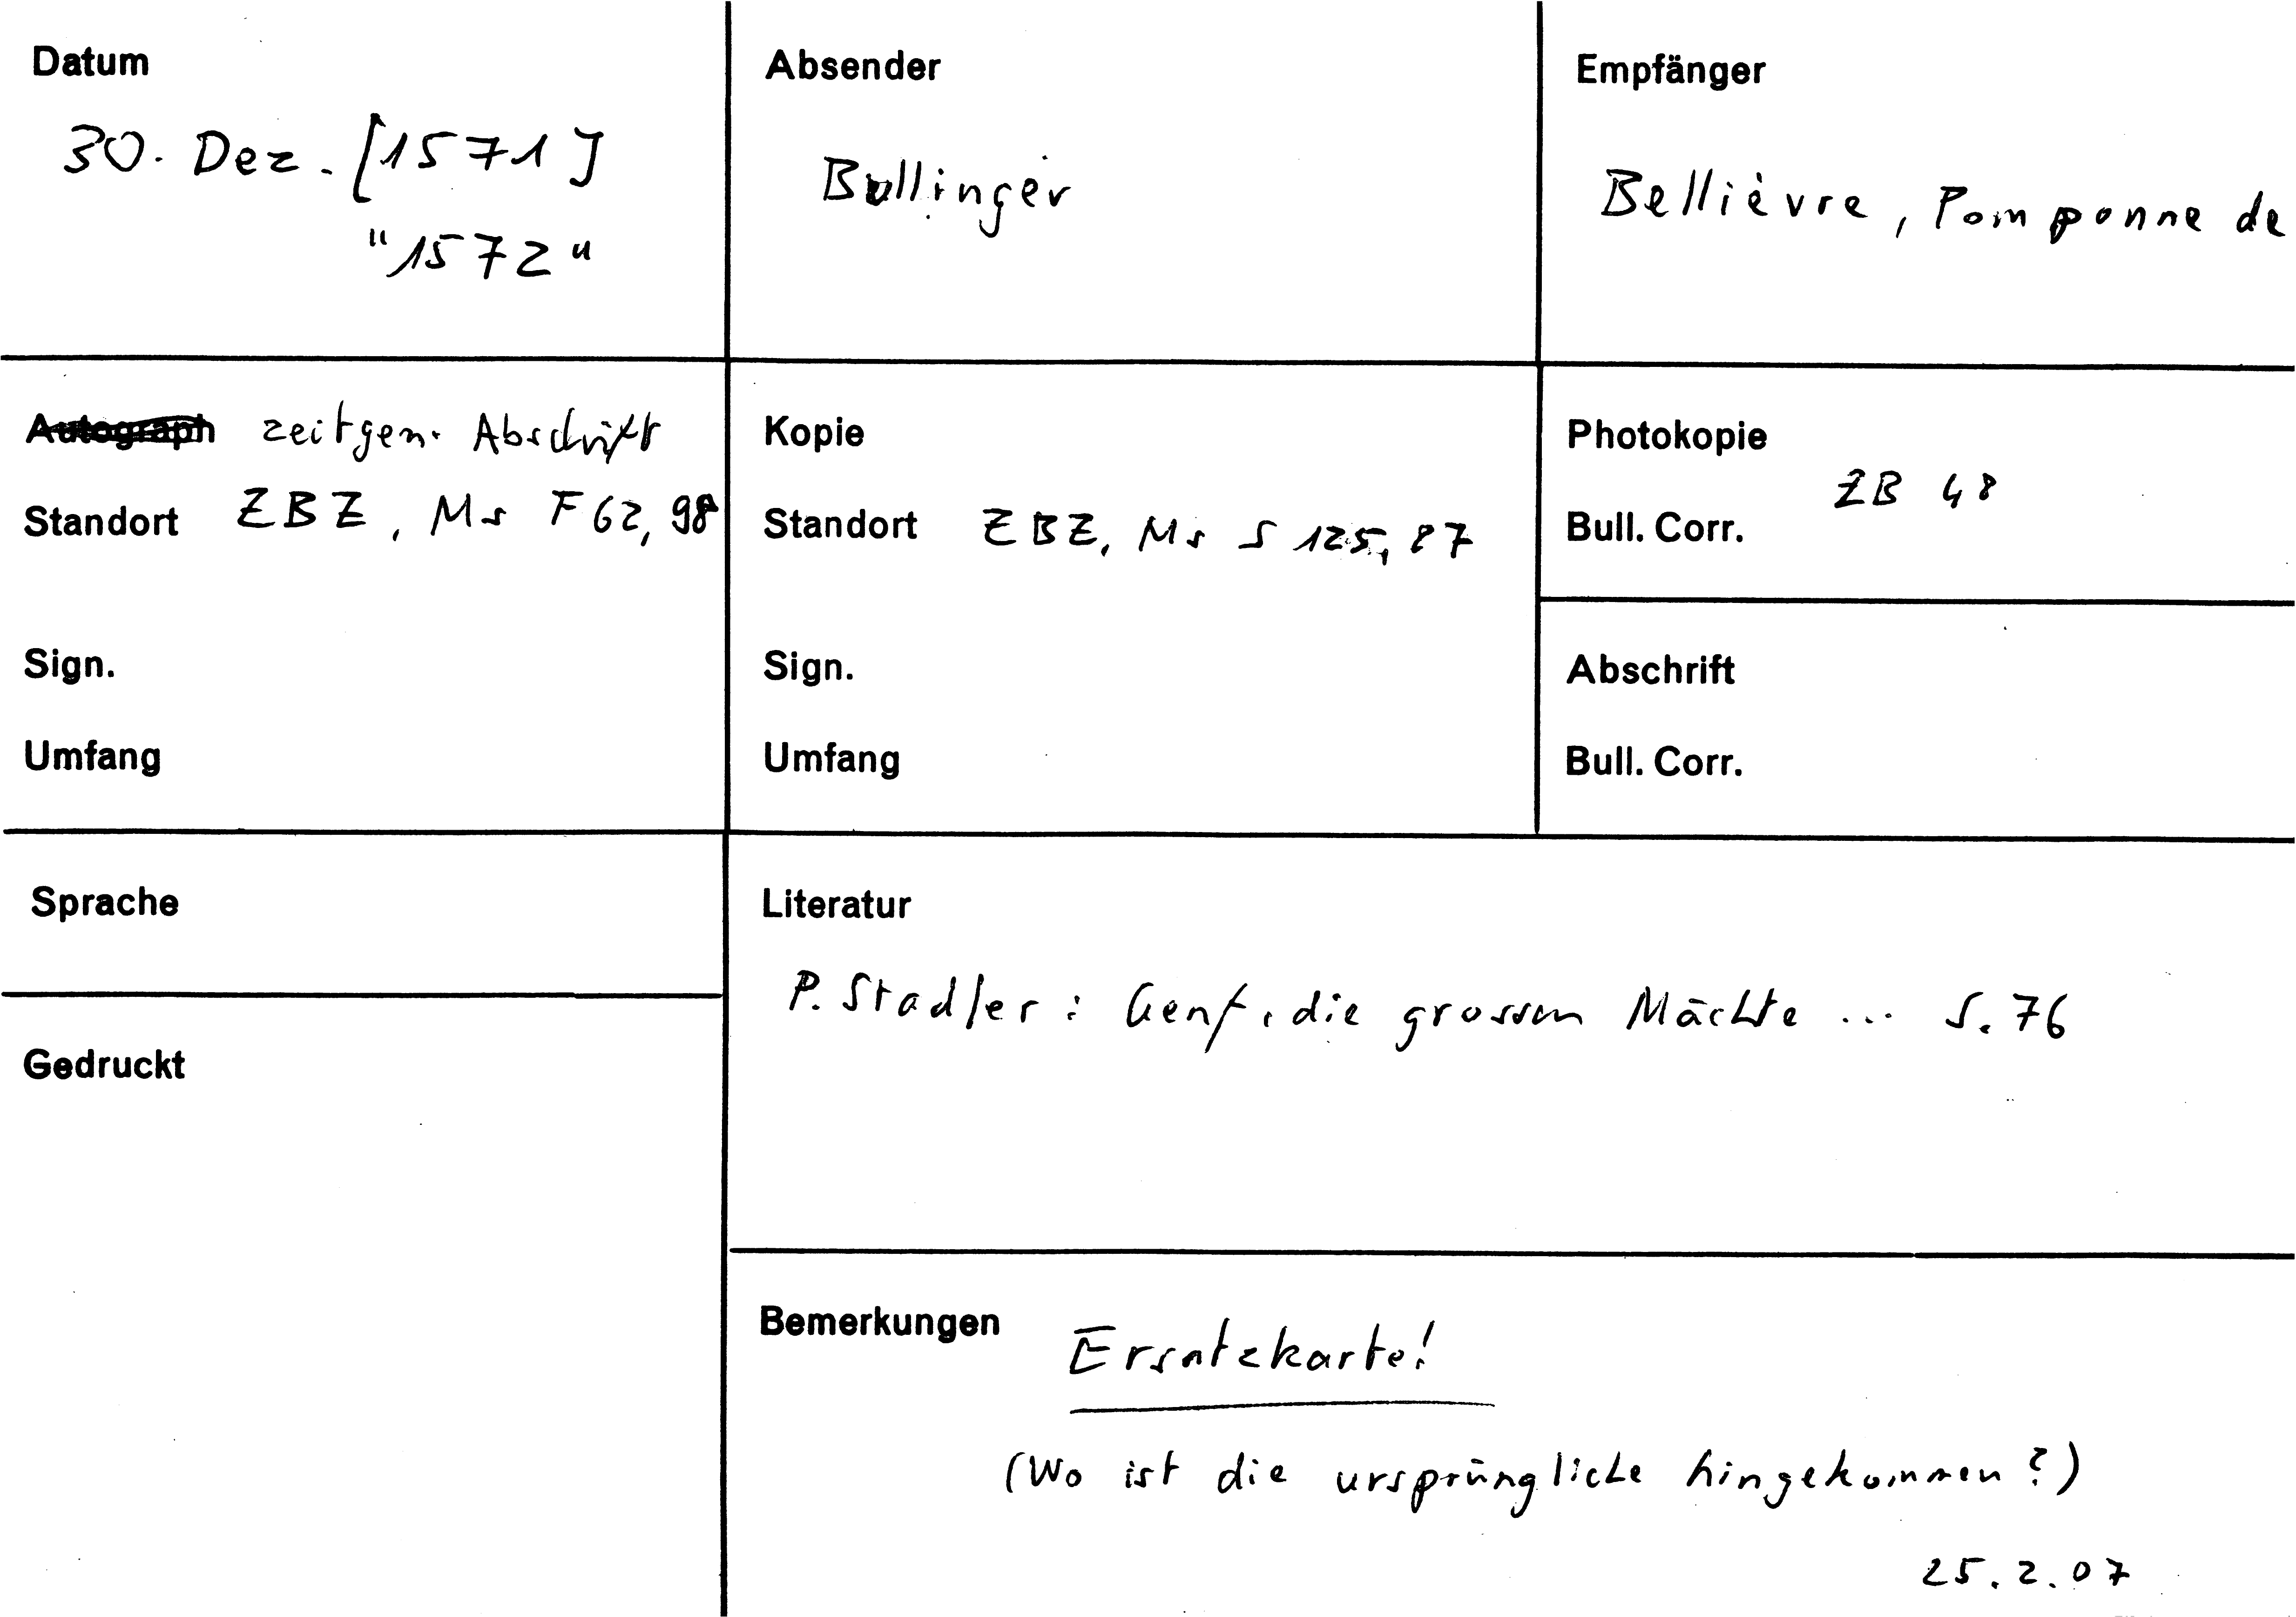 Datum
30. Dez. [1571]
"1572"
Absender
Bullinger
Empfänger
Bellièvre, Pomponne de
Autograph zeitgen. Abschrift
Standort ZBZ, Ms F 62, 98
Sign.
Umfang
Kopie
Standort ZBZ, Ms S 125, 87
Sign.
Umfang
Photokopie
ZB 48
Bull. Corr.
Abschrift
Bull. Corr.
Sprache
Gedruckt
Literatur
P. Stadler: Genf, die grossen Mächte ... S. 76
Bemerkungen Ersatzkarte!
(Wo ist die ursprüngliche hingekommen?)
25. 2. 07